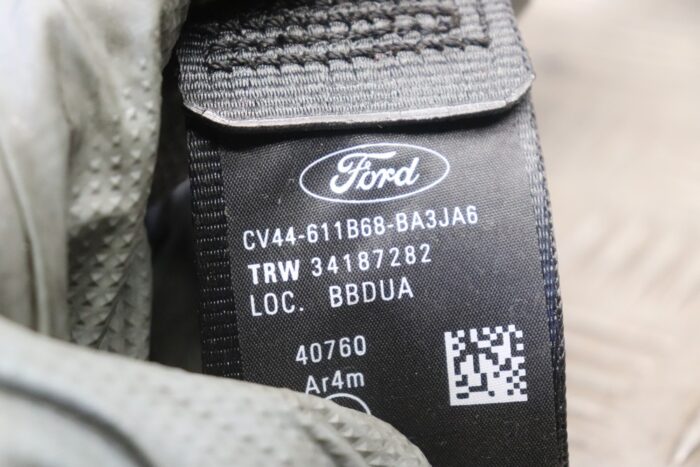 Ford
CV44-611B68-BA3JA6
TRW 34187282
LOC. BBDUA
40760
Ar4m